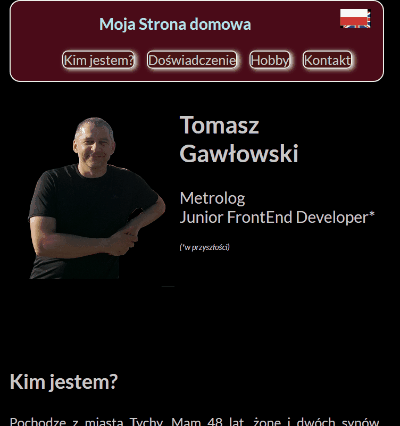 Moja Strona domowa
Kim jestem? Doświadczenie Hobby Kontakt
Tomasz
Gawłowski
Metrolog
Junior FrontEnd Developer*
(*w przyszłości)
Kim jestem?
Pochodzę z miasta Tychy. Mam 48 lat, żonę i dwóch synów.